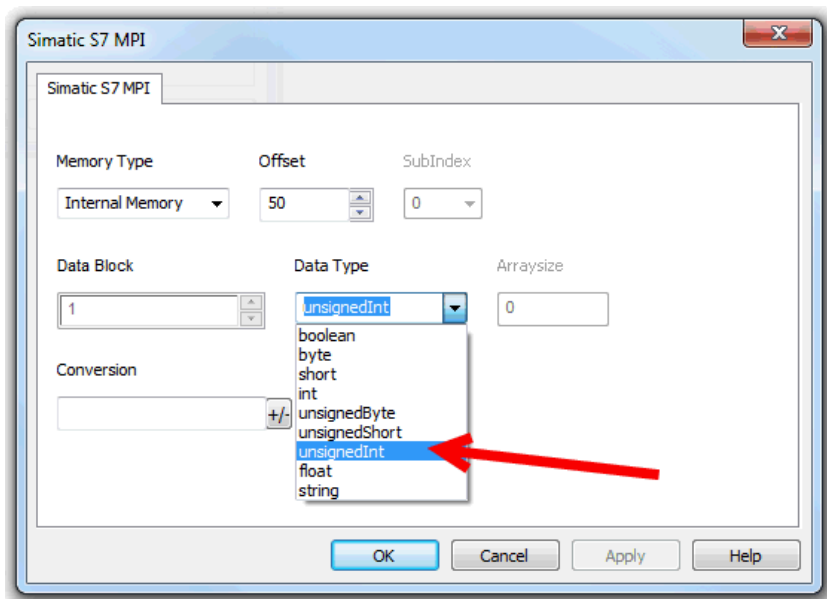 Simatic S7 MPI
Simatic S7 MPI
Memory Type Offset SubIndex
Internal Memory 50 0
Data Block Data Type Arraysize
1 unsignedInt 0
boolean
byte
short
Conversion
int
+/- unsignedByte
unsignedShort
unsignedInt
float
string
OK Cancel Apply Help